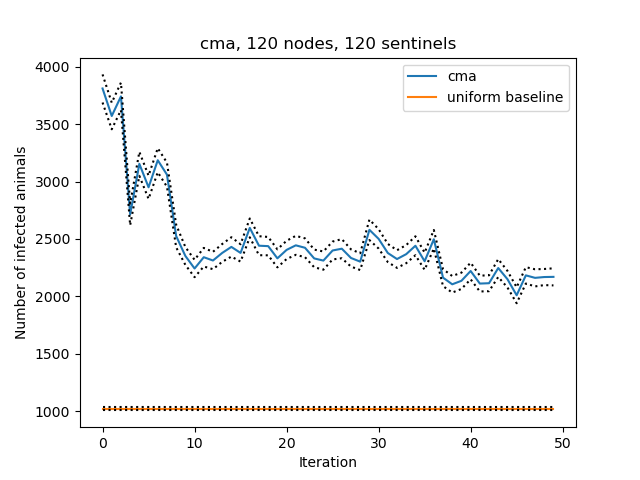 cma, 120 nodes, 120 sentinels
cma
uniform baseline
Number of infected animals
4000
3500
3000
2500
2000
1500
1000
0 10 20 30 40 50
Iteration